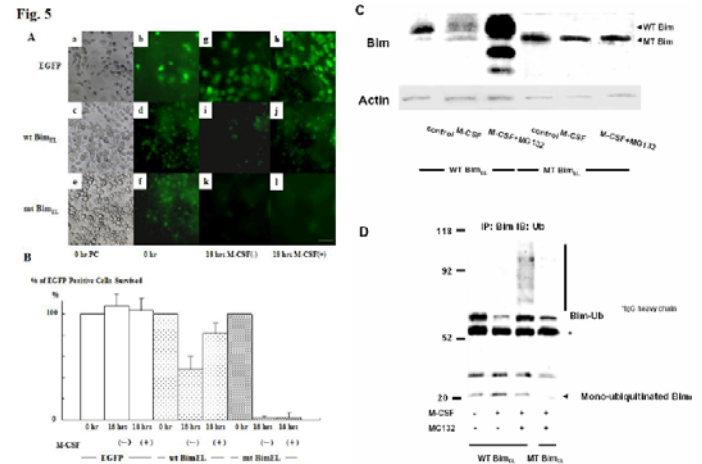 Fig. 5
A
a b g h
EGFP
c d i j
wt BimEL
e f k l
mt BimEL
0 hr PC 0 hr 18 hrs M-CSF(-) 18 hrs M-CSF(+)
B
% of EGFP Positive Cells Survived
%
100
0
0 hr 18 hrs 18 hrs 0 hr 18 hrs 18 hrs 0 hr 18 hrs 18 hrs
M-CSF (−) (+) (−) (+) (−) (+)
EGFP wt BimEL mt BimEL
C
Bim
WT Bim
MT Bim
Actin
control M-CSF M-CSF+MG132 control M-CSF M-CSF+MG132
WT BimEL MT BimEL
D
IP: Bim IB: Ub
118
92
52
20
Bim-Ub
*IgG heavy chain
*
Mono-ubiquitinated Bim
M-CSF - + + +
MG132 - - + +
WT BimEL MT BimEL